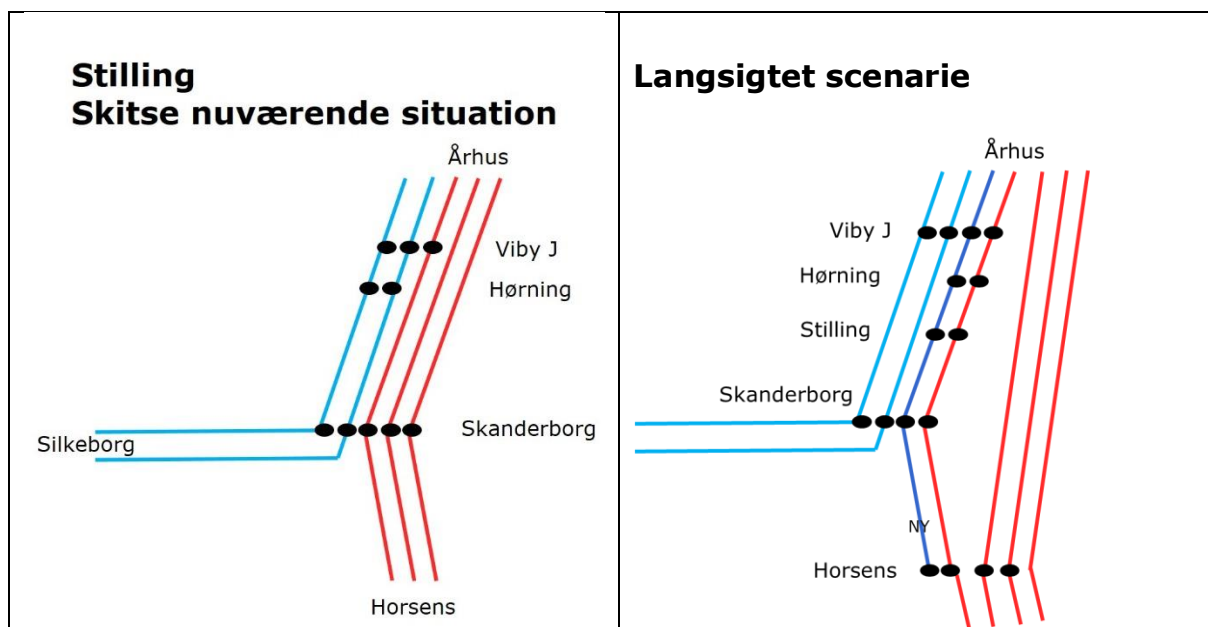 Stilling
Skitse nuværende situation
Århus
Viby J
Hørning
Silkeborg
Skanderborg
Horsens
Langsigtet scenarie
Århus
Viby J
Hørning
Stilling
Skanderborg
NY
Horsens